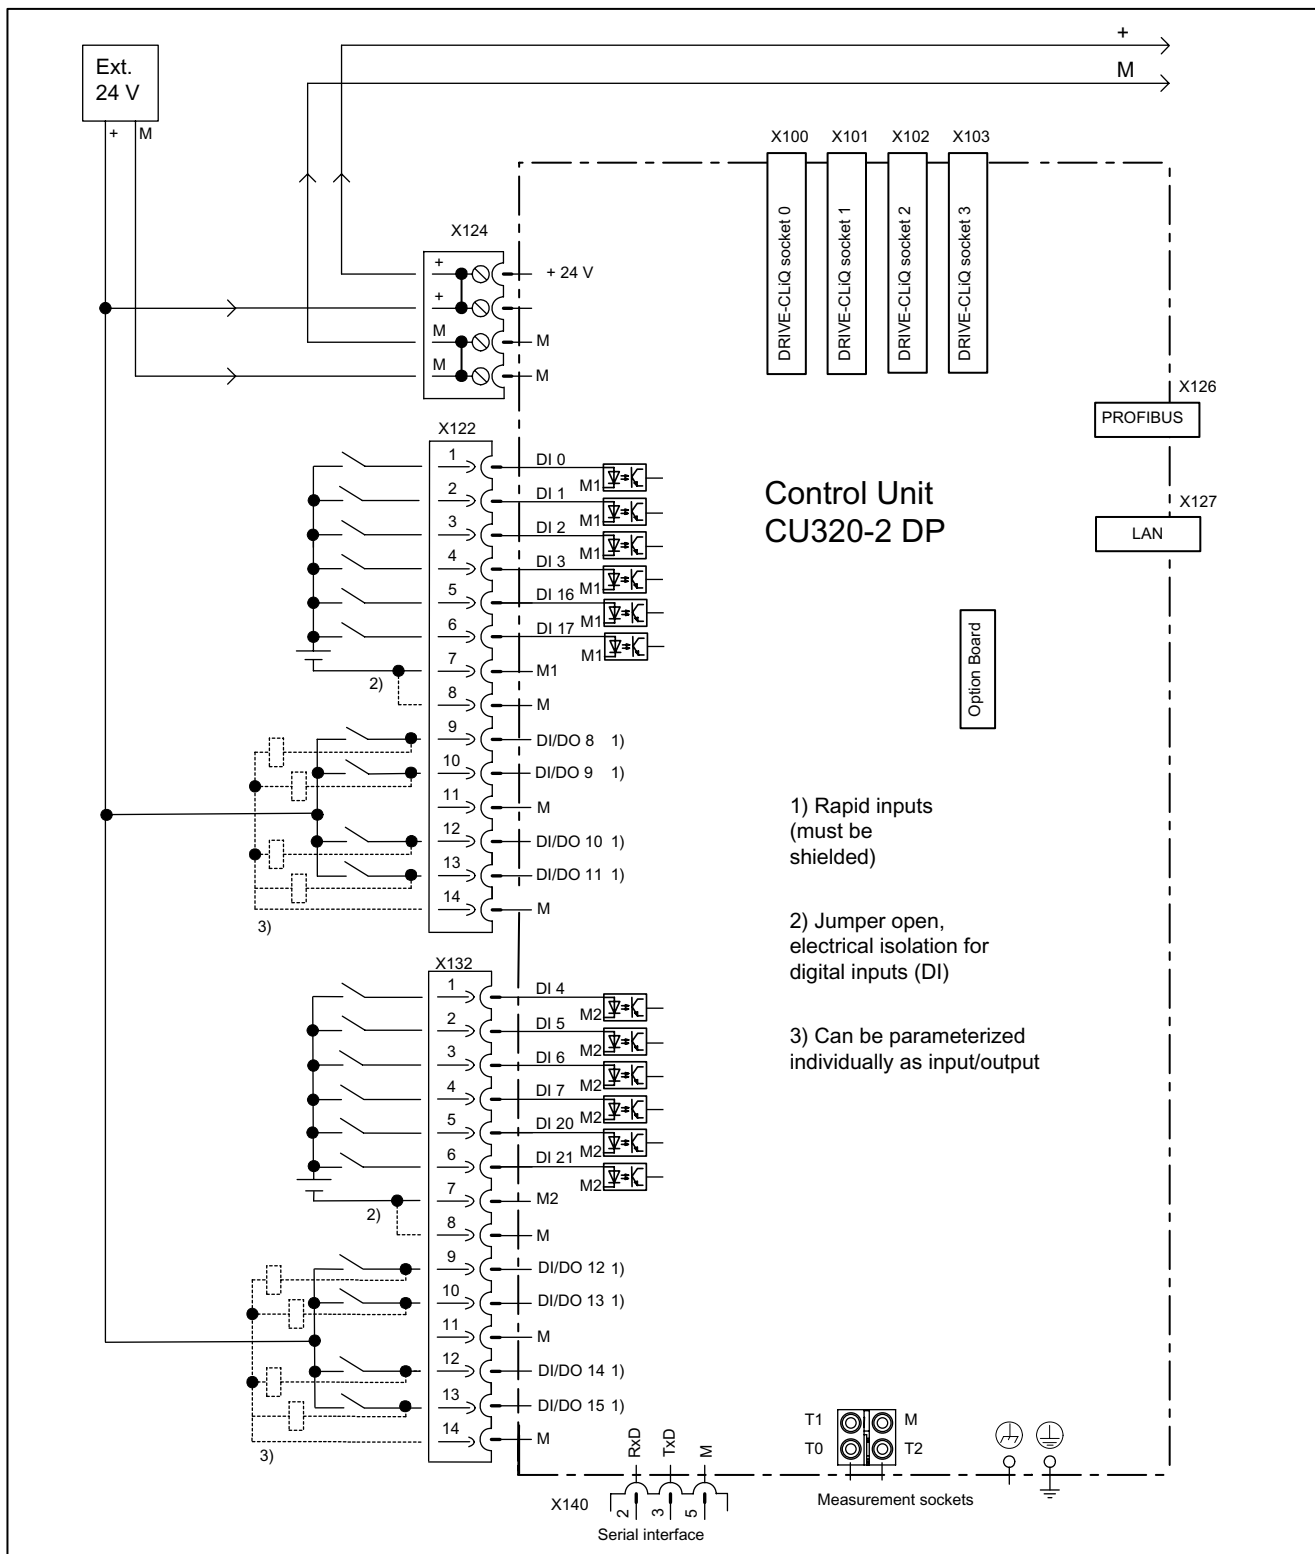 +
M
Ext.
24 V
+ M
X100 X101 X102 X103
DRIVE-CLiQ socket 0
DRIVE-CLiQ socket 1
DRIVE-CLiQ socket 2
DRIVE-CLiQ socket 3
X124
+ + 24 V
+
M M
M M
X126
PROFIBUS
X127
LAN
Control Unit
CU320-2 DP
Option Board
X122
1 DI 0 M1
2 DI 1 M1
3 DI 2 M1
4 DI 3 M1
5 DI 16 M1
6 DI 17 M1
2) 7 M1
8 M
9 DI/DO 8 1)
10 DI/DO 9 1)
11 M
12 DI/DO 10 1)
13 DI/DO 11 1)
14 M
3)
1) Rapid inputs
(must be
shielded)
2) Jumper open,
electrical isolation for
digital inputs (DI)
3) Can be parameterized
individually as input/output
X132
1 DI 4 M2
2 DI 5 M2
3 DI 6 M2
4 DI 7 M2
5 DI 20 M2
6 DI 21 M2
2) 7 M2
8 M
9 DI/DO 12 1)
10 DI/DO 13 1)
11 M
12 DI/DO 14 1)
13 DI/DO 15 1)
14 M
3)
T1 M
T0 T2
Measurement sockets
RxD TxD M
X140 2 3 5
Serial interface